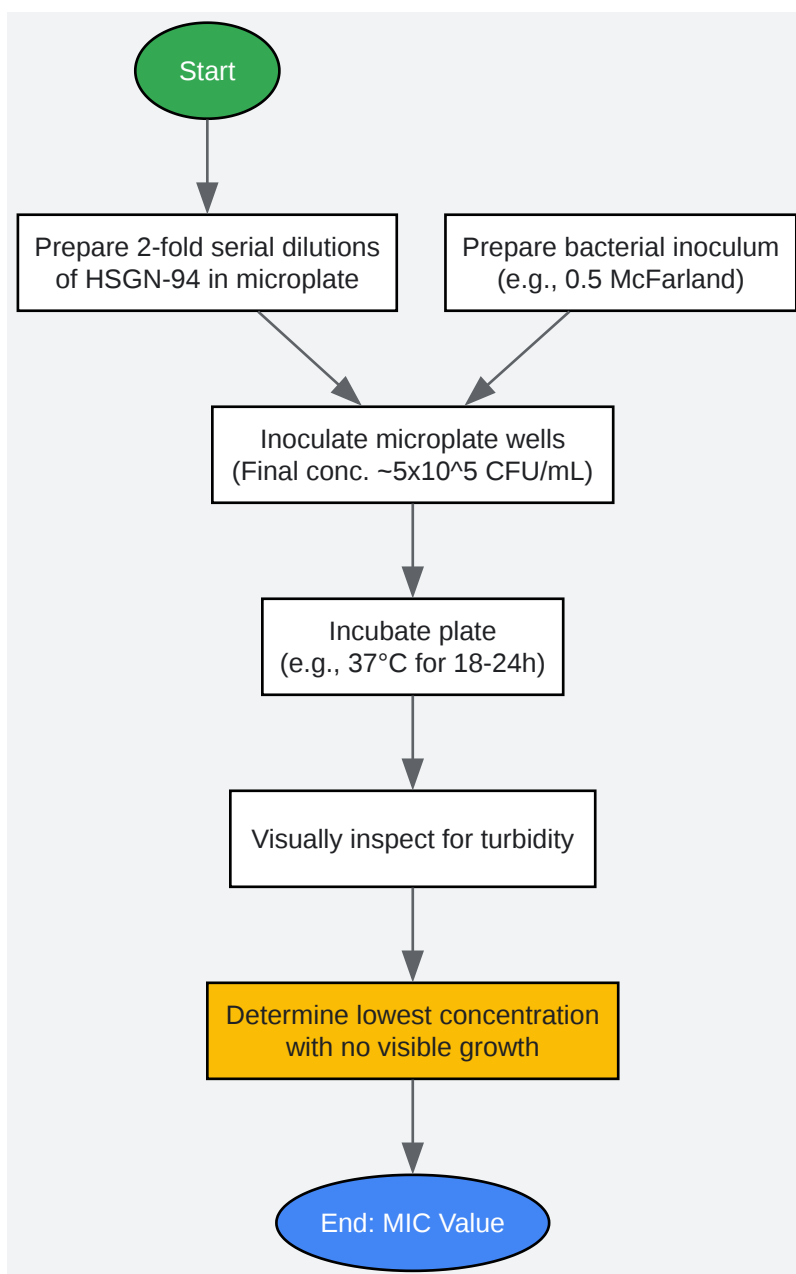 Start
Prepare 2-fold serial dilutions
of HSGN-94 in microplate
Prepare bacterial inoculum
(e.g., 0.5 McFarland)
Inoculate microplate wells
(Final conc. ~5x10^5 CFU/mL)
Incubate plate
(e.g., 37°C for 18-24h)
Visually inspect for turbidity
Determine lowest concentration
with no visible growth
End: MIC Value